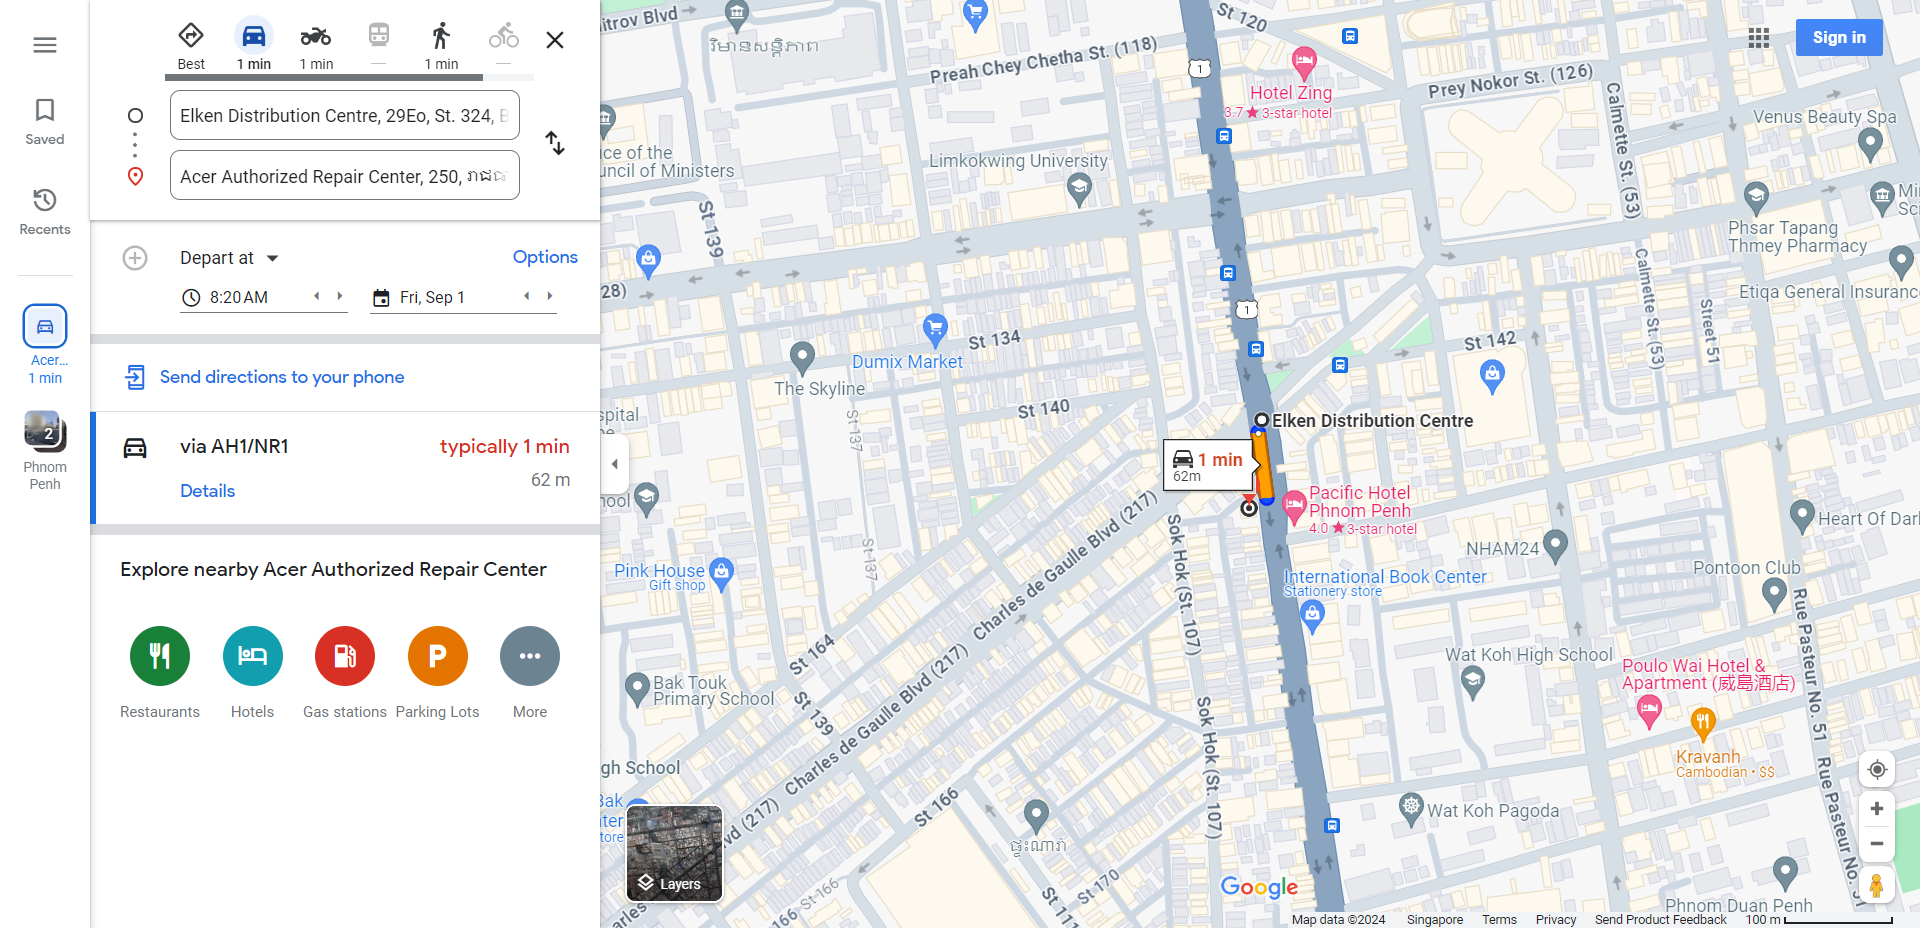 Best
1 min
1 min
—
1 min
—
Saved
Recents
Acer...
1 min
2
Phnom
Penh
Elken Distribution Centre, 29Eo, St. 324,
Acer Authorized Repair Center, 250,
Depart at
Options
8:20 AM
Fri, Sep 1
Send directions to your phone
via AH1/NR1
typically 1 min
62 m
Details
Explore nearby Acer Authorized Repair Center
Restaurants
Hotels
Gas stations
Parking Lots
More
Sign in
itrov Blvd
វិមានសន្តិភាព
St 120
Preah Chey Chetha St. (118)
1
Hotel Zing
3.7★3-star hotel
Prey Nokor St. (126)
Calmette St. (53)
Venus Beauty Spa
ice of the
uncil of Ministers
Limkokwing University
St 139
Phsar Tapang
Thmey Pharmacy
Mi
Sci
Calmette St. (53)
Street 51
Etiqa General Insurance
28)
1
St 134
Dumix Market
The Skyline
St 142
St 140
St 137
spital
Elken Distribution Centre
1 min
62m
Pacific Hotel
Phnom Penh
4.0★3-star hotel
ool
Charles de Gaulle Blvd (217)
Sok Hok (St. 107)
St 137
NHAM24
Heart Of Dar
Pink House
Gift shop
International Book Center
Stationery store
Pontoon Club
Rue Pasteur No. 51
St 164
Wat Koh High School
Poulo Wai Hotel &
Apartment (威島酒店)
Bak Touk
Primary School
St 139
Charles de Gaulle Blvd (217)
Sok Hok (St. 107)
Kravanh
Cambodian • $$
Rue Pasteur No. 51
gh School
Bak
ter
tore
St 166
vd (217)
Wat Koh Pagoda
ផ្ទះណារ៉ា
Layers
St 166
St 170
St 11
arles
Google
Phnom Duan Penh
Map data ©2024
Singapore
Terms
Privacy
Send Product Feedback
100 m